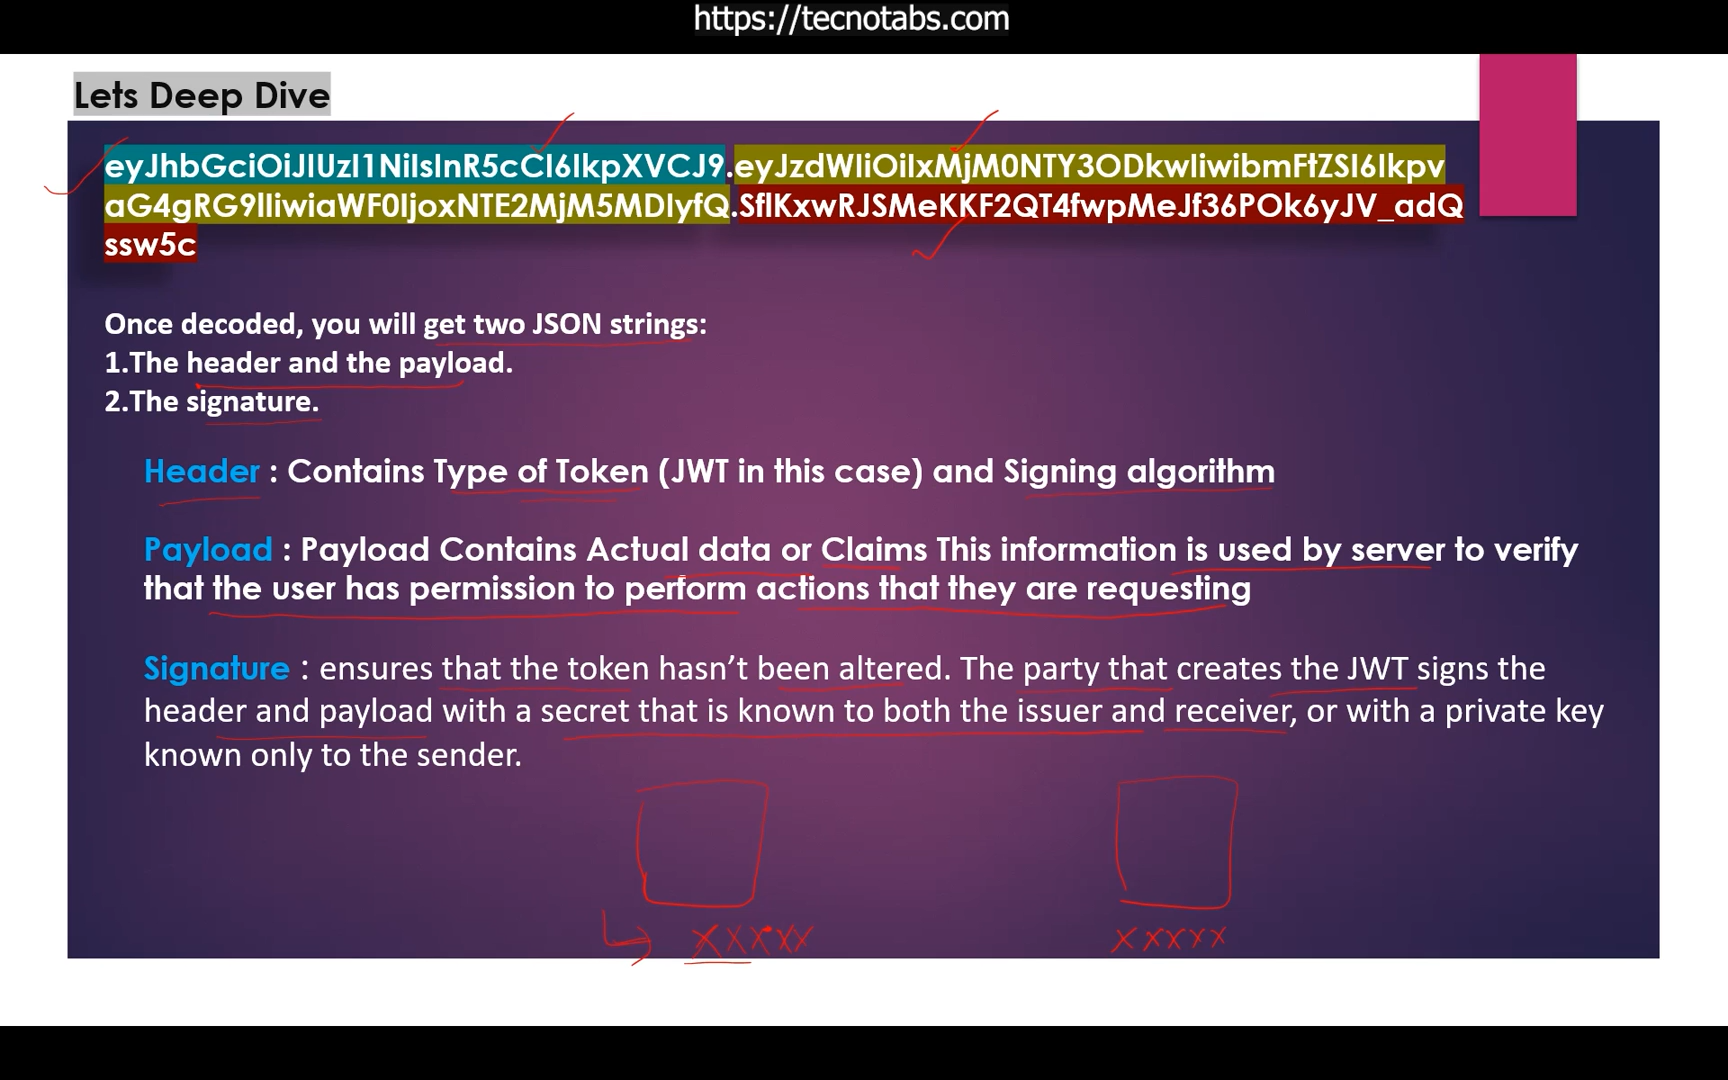 https://tecnotabs.com
Lets Deep Dive
eyJhbGciOiJIUzI1NiIsInR5cCI6IkpXVCJ9.eyJzdWIiOiIxMjM0NTY3ODkwIiwibmFtZSI6Ikpv
aG4gRG9lIiwiaWF0IjoxNTE2MjM5MDIyfQ.SflKxwRJSMeKKF2QT4fwpMeJf36POk6yJV_adQ
ssw5c
Once decoded, you will get two JSON strings:
1.The header and the payload.
2.The signature.
Header : Contains Type of Token (JWT in this case) and Signing algorithm
Payload : Payload Contains Actual data or Claims This information is used by server to verify
that the user has permission to perform actions that they are requesting
Signature : ensures that the token hasn’t been altered. The party that creates the JWT signs the
header and payload with a secret that is known to both the issuer and receiver, or with a private key
known only to the sender.
XXXXX XXXXX